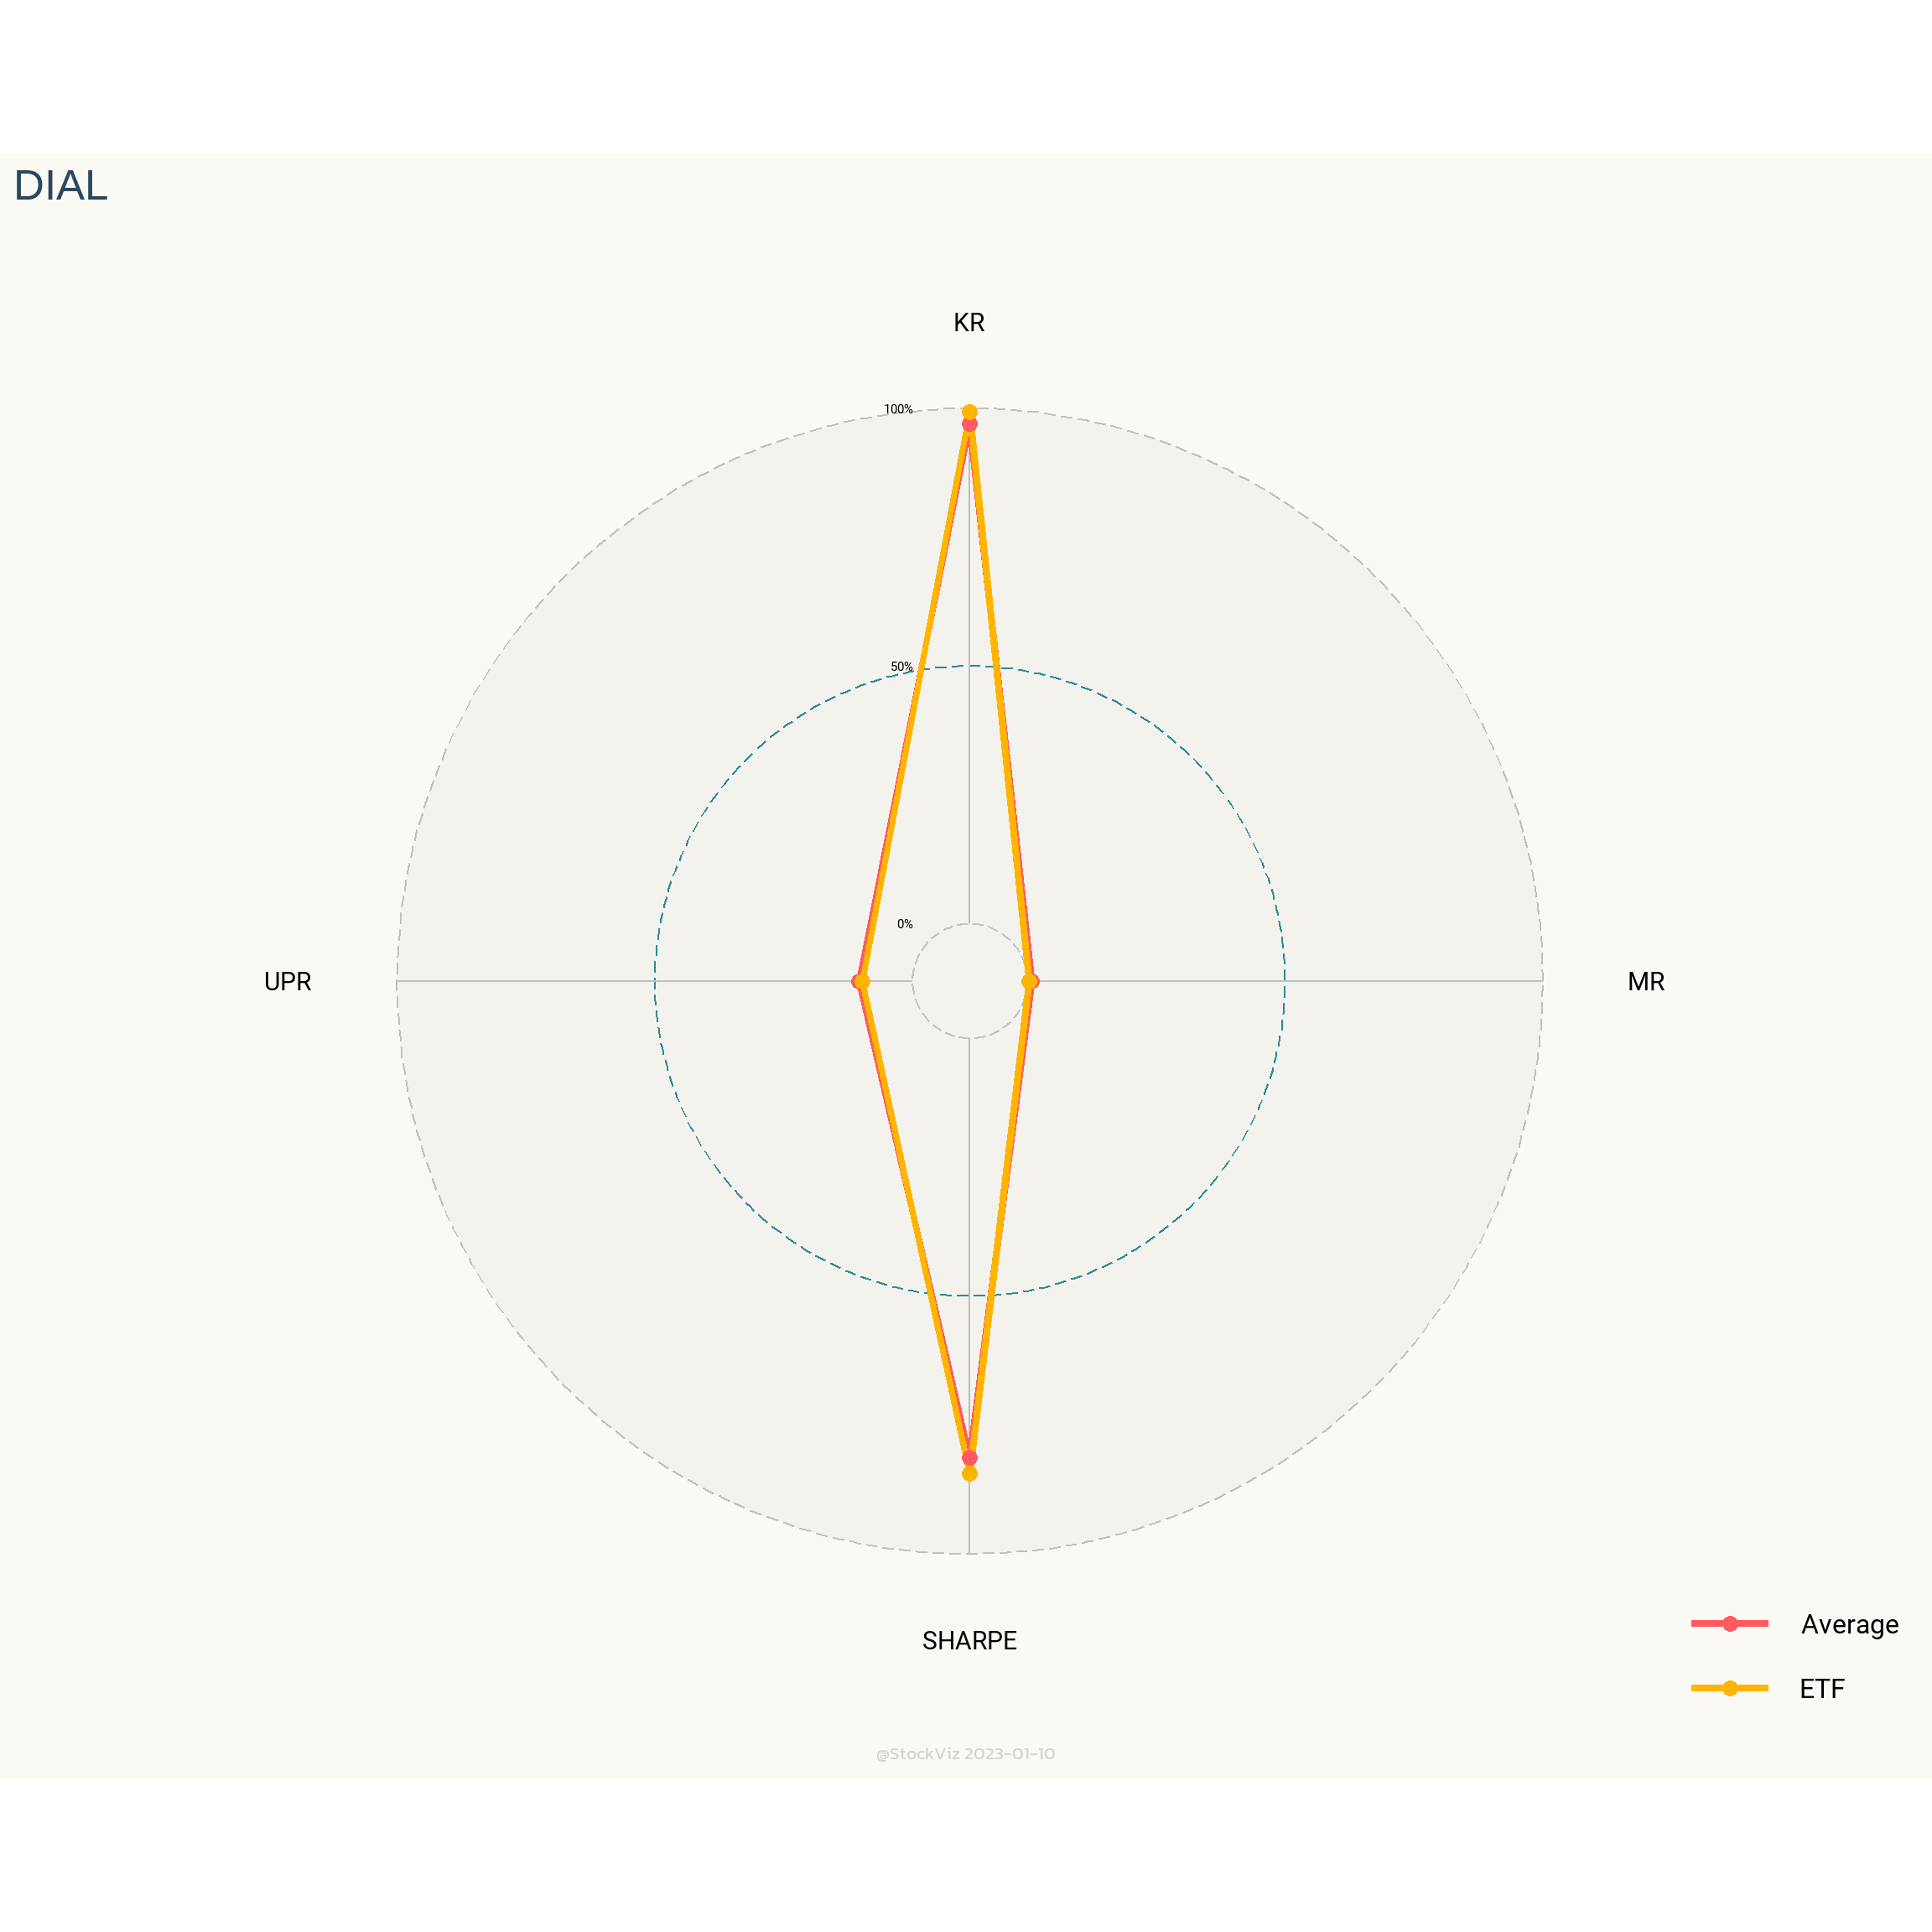 DIAL
KR
100%
50%
0%
UPR
MR
SHARPE
Average
ETF
@StockViz 2023-01-10